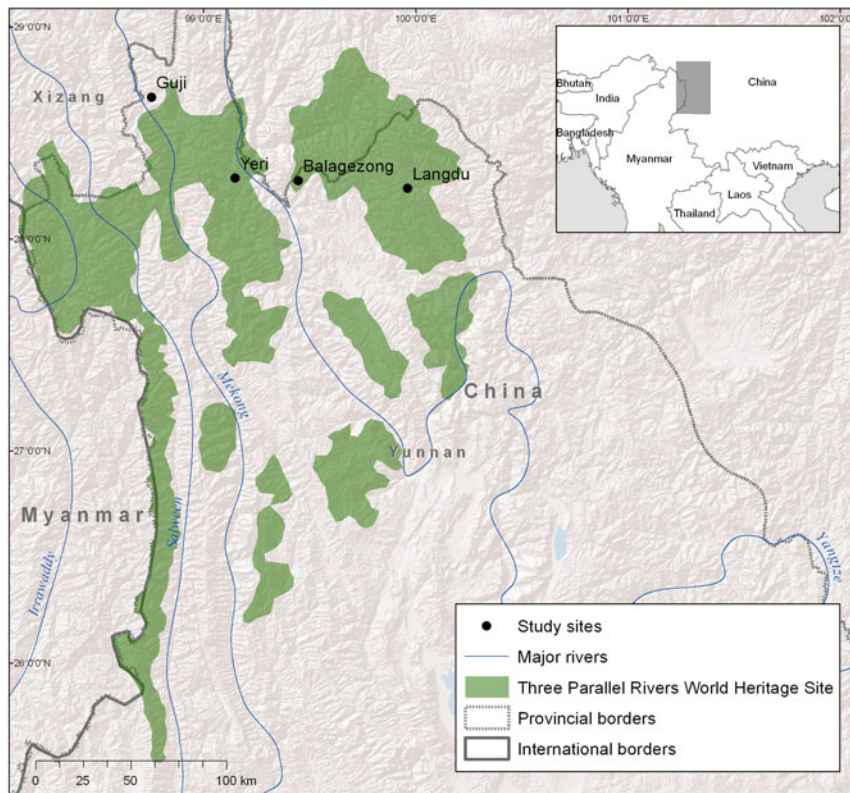 29°0'0"N
99°0'0"E
100°0'0"E
101°0'0"E
102°0'0"
Guji
Xizang
Yeri
Balagezong
Langdu
28°0'0"N
Bhutan
India
China
Bangladesh
Myanmar
Vietnam
Laos
Thailand
Mekong
China
27°0'0"N
Yunnan
Myanmar
Salween
Irrawaddy
Yangtze
26°0'0"N
Study sites
Major rivers
Three Parallel Rivers World Heritage Site
Provincial borders
International borders
0 25 50 100 km